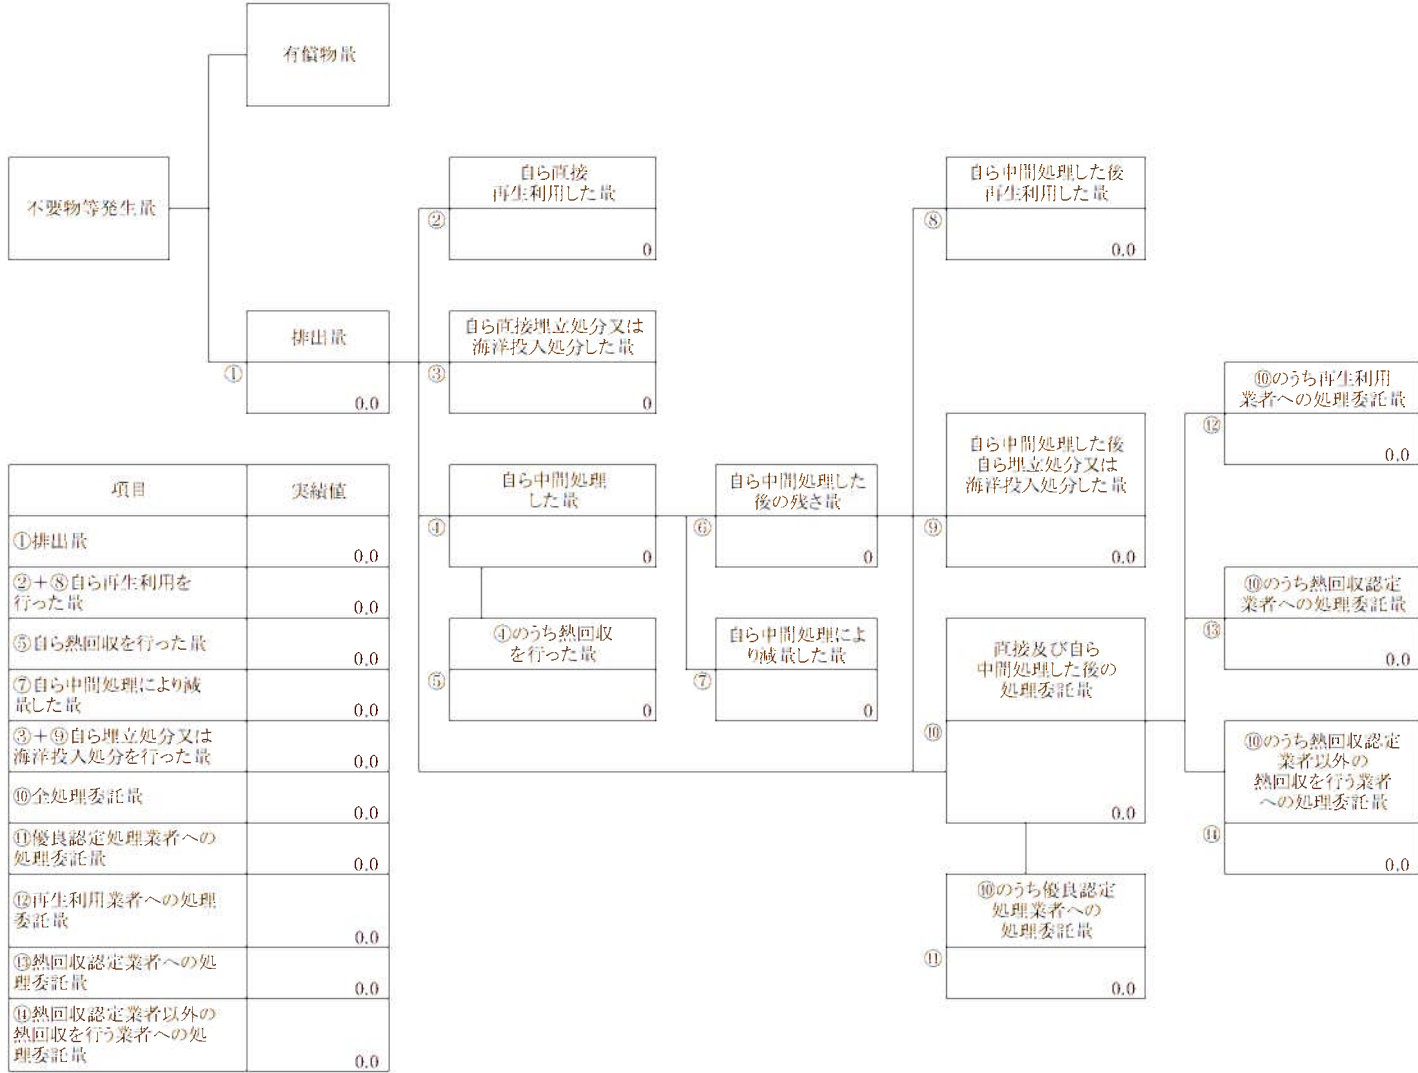 有償物量
不要物等発生量
排出量
①
0.0
自ら直接
再生利用した量
②
0
自ら直接埋立処分又は
海洋投入処分した量
③
0
自ら中間処理
した量
④
0
④のうち熱回収
を行った量
⑤
0
自ら中間処理した
後の残さ量
⑥
0
自ら中間処理によ
り減量した量
⑦
0
自ら中間処理した後
再生利用した量
⑧
0.0
自ら中間処理した後
自ら埋立処分又は
海洋投入処分した量
⑨
0.0
直接及び自ら
中間処理した後の
処理委託量
⑩
0.0
⑩のうち優良認定
処理業者への
処理委託量
⑪
0.0
⑩のうち再生利用
業者への処理委託量
⑫
0.0
⑩のうち熱回収認定
業者への処理委託量
⑬
0.0
⑩のうち熱回収認定
業者以外の
熱回収を行う業者
への処理委託量
⑭
0.0
項目 実績値
①排出量
0.0
②+⑧自ら再生利用を
行った量
0.0
⑤自ら熱回収を行った量
0.0
⑦自ら中間処理により減
量した量
0.0
③+⑨自ら埋立処分又は
海洋投入処分を行った量
0.0
⑩全処理委託量
0.0
⑪優良認定処理業者への
処理委託量
0.0
⑫再生利用業者への処理
委託量
0.0
⑬熱回収認定業者への処
理委託量
0.0
⑭熱回収認定業者以外の
熱回収を行う業者への処
理委託量
0.0